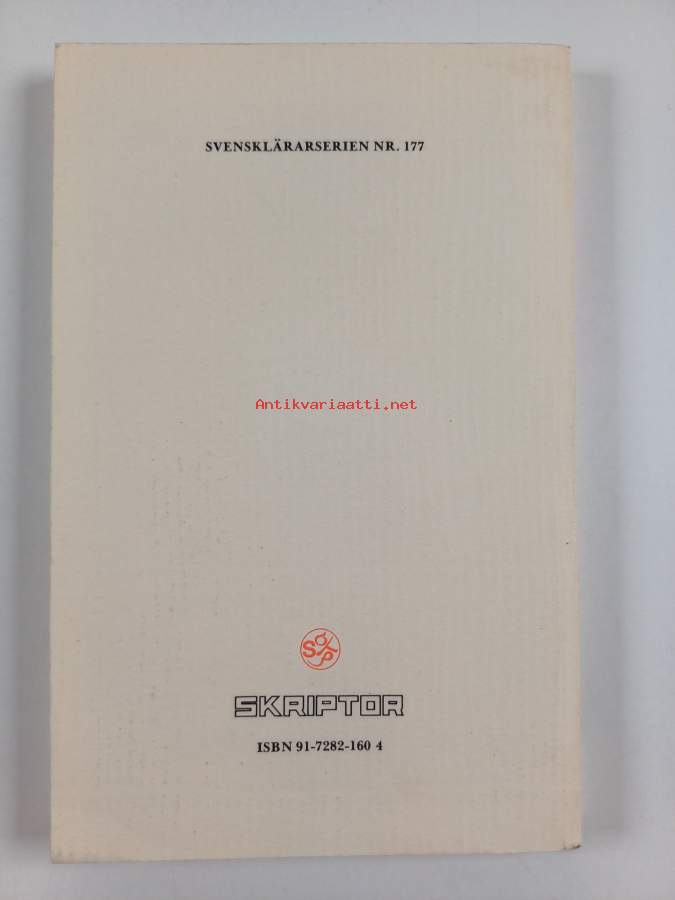 SVENSKLÄRARSERIEN NR. 177
Antikvariaatti.net
SKRIPTOR
ISBN 91-7282-160 4